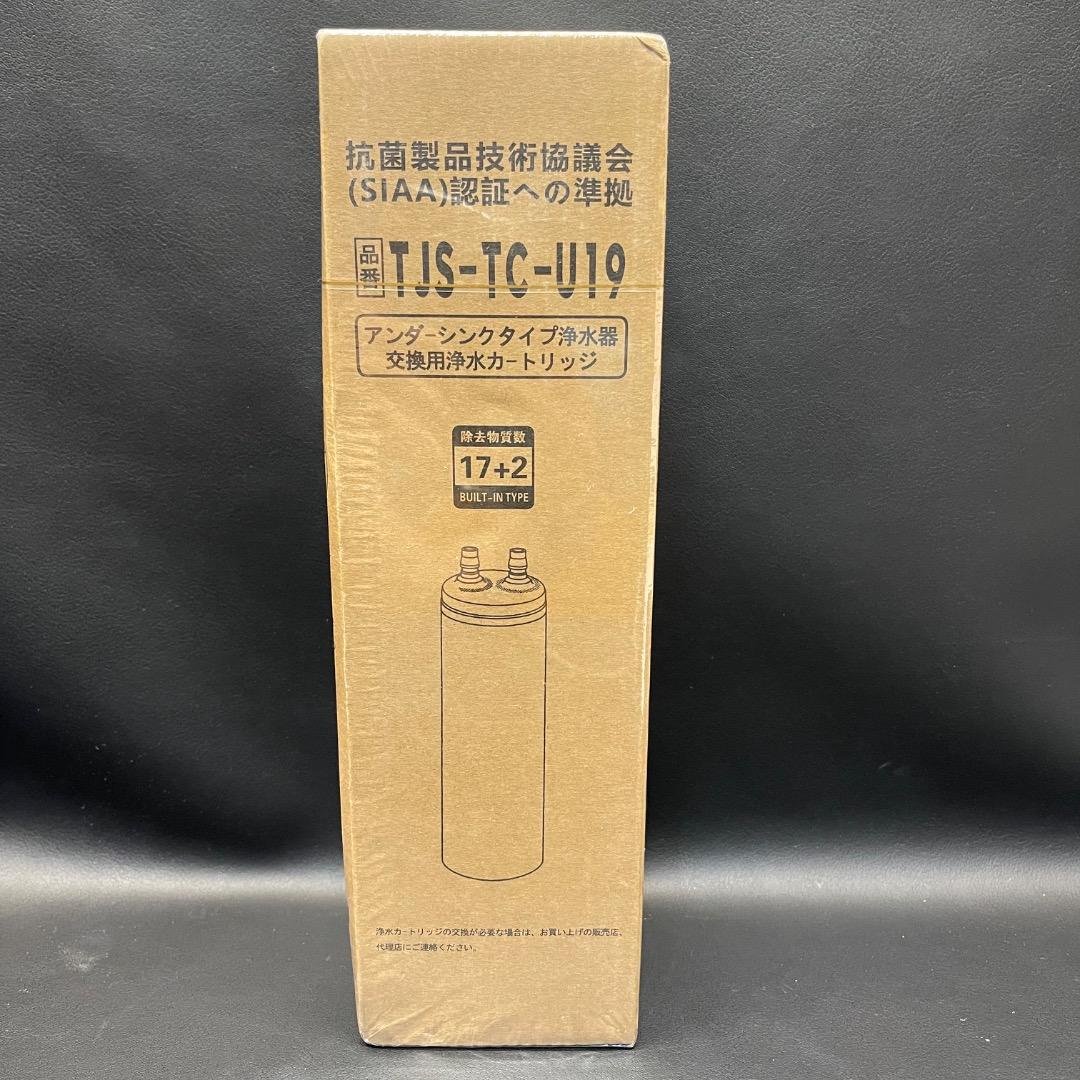 抗菌製品技術協議会
(SIAA)認証への準拠
品番 TJS-TC-U19
アンダーシンクタイプ浄水器
交換用浄水カートリッジ
除去物質数
17+2
BUILT-IN TYPE
浄水カートリッジの交換が必要な場合は、お買い上げの販売店、
代理店にご連絡ください。